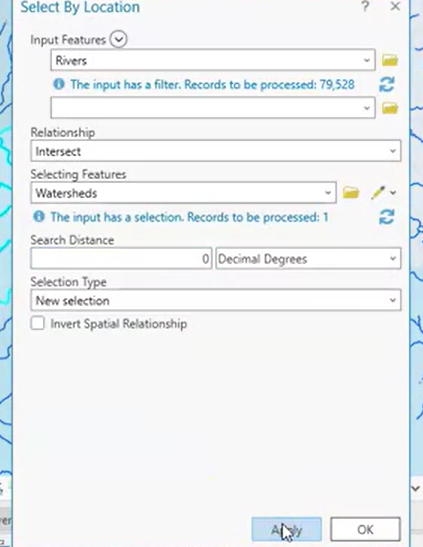 Select By Location
?
Input Features
Rivers
The input has a filter. Records to be processed: 79,528
Relationship
Intersect
Selecting Features
Watersheds
The input has a selection. Records to be processed: 1
Search Distance
0 Decimal Degrees
Selection Type
New selection
Invert Spatial Relationship
Apply OK